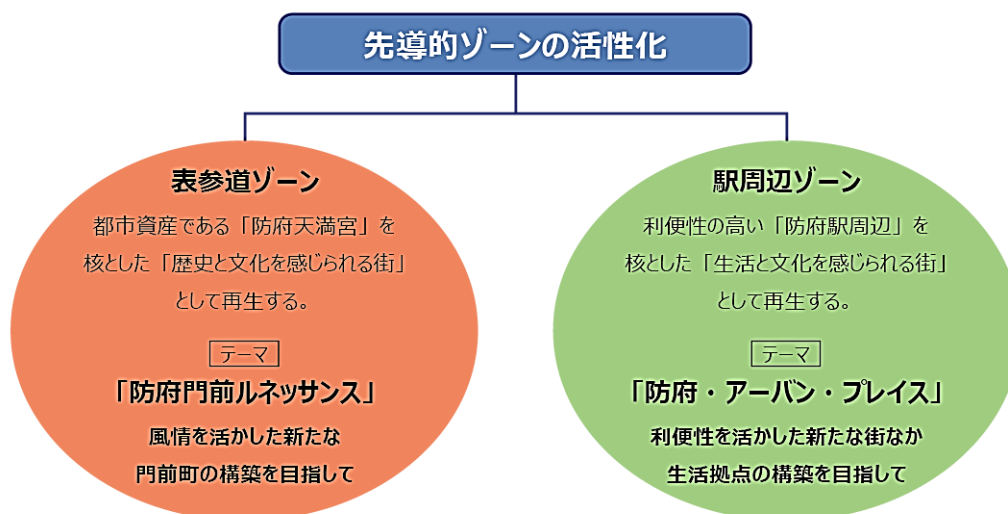 先導的ゾーンの活性化
表参道ゾーン
都市資産である「防府天満宮」を
核とした「歴史と文化を感じられる街」
として再生する。
テーマ
「防府門前ルネッサンス」
風情を活かした新たな
門前町の構築を目指して
駅周辺ゾーン
利便性の高い「防府駅周辺」を
核とした「生活と文化を感じられる街」
として再生する。
テーマ
「防府・アーバン・プレイス」
利便性を活かした新たな街なか
生活拠点の構築を目指して